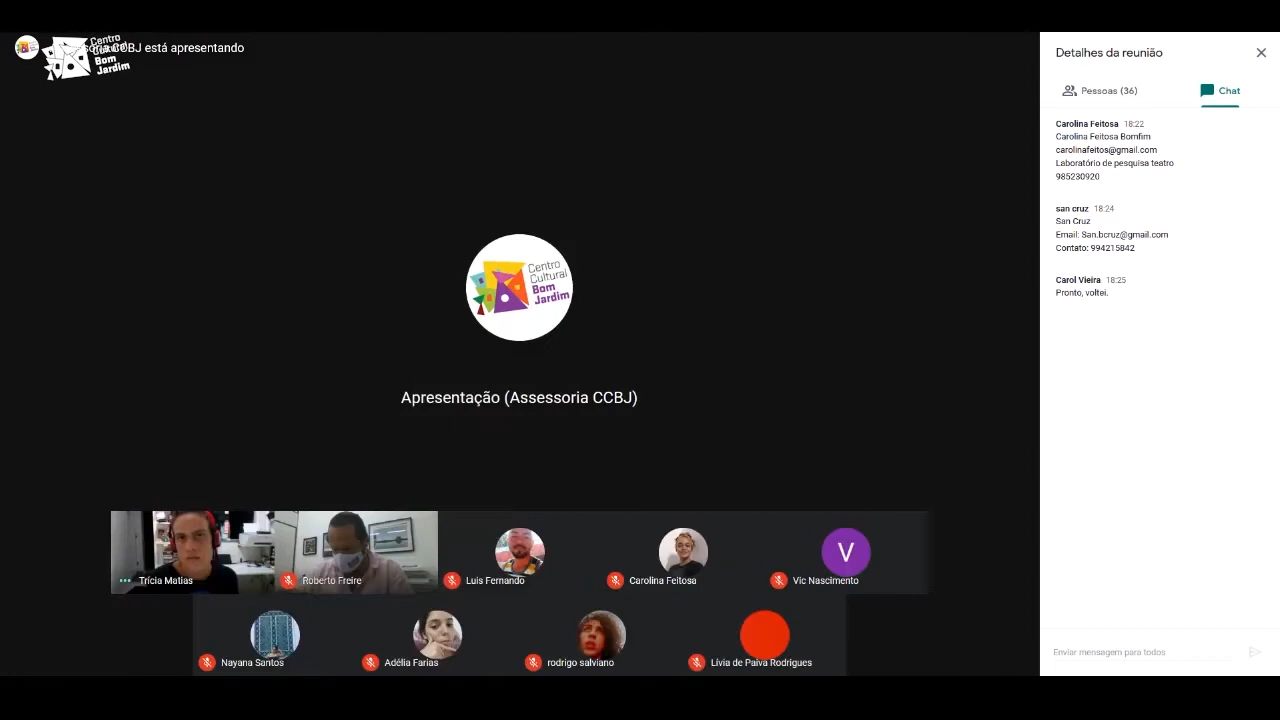 CCBJ está apresentando
Centro
Cultural
Bom
Jardim
Centro
Cultural
Bom
Jardim
Apresentação (Assessoria CCBJ)
Trícia Matias
Roberto Freire
Luis Fernando
Carolina Feitosa
V
Vic Nascimento
Nayana Santos
Adélia Farias
rodrigo salviano
Lívia de Paiva Rodrigues
Detalhes da reunião
Pessoas (36)
Chat
Carolina Feitosa 18:22
Carolina Feitosa Bomfim
carolinafeitos@gmail.com
Laboratório de pesquisa teatro
985230920
san cruz 18:24
San Cruz
Email: San.bcruz@gmail.com
Contato: 994215842
Carol Vieira 18:25
Pronto, voltei.
Enviar mensagem para todos